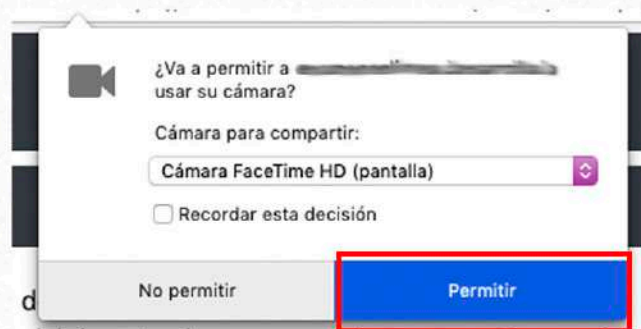 ¿Va a permitir a
usar su cámara?
Cámara para compartir:
Cámara FaceTime HD (pantalla)
Recordar esta decisión
No permitir
Permitir
d